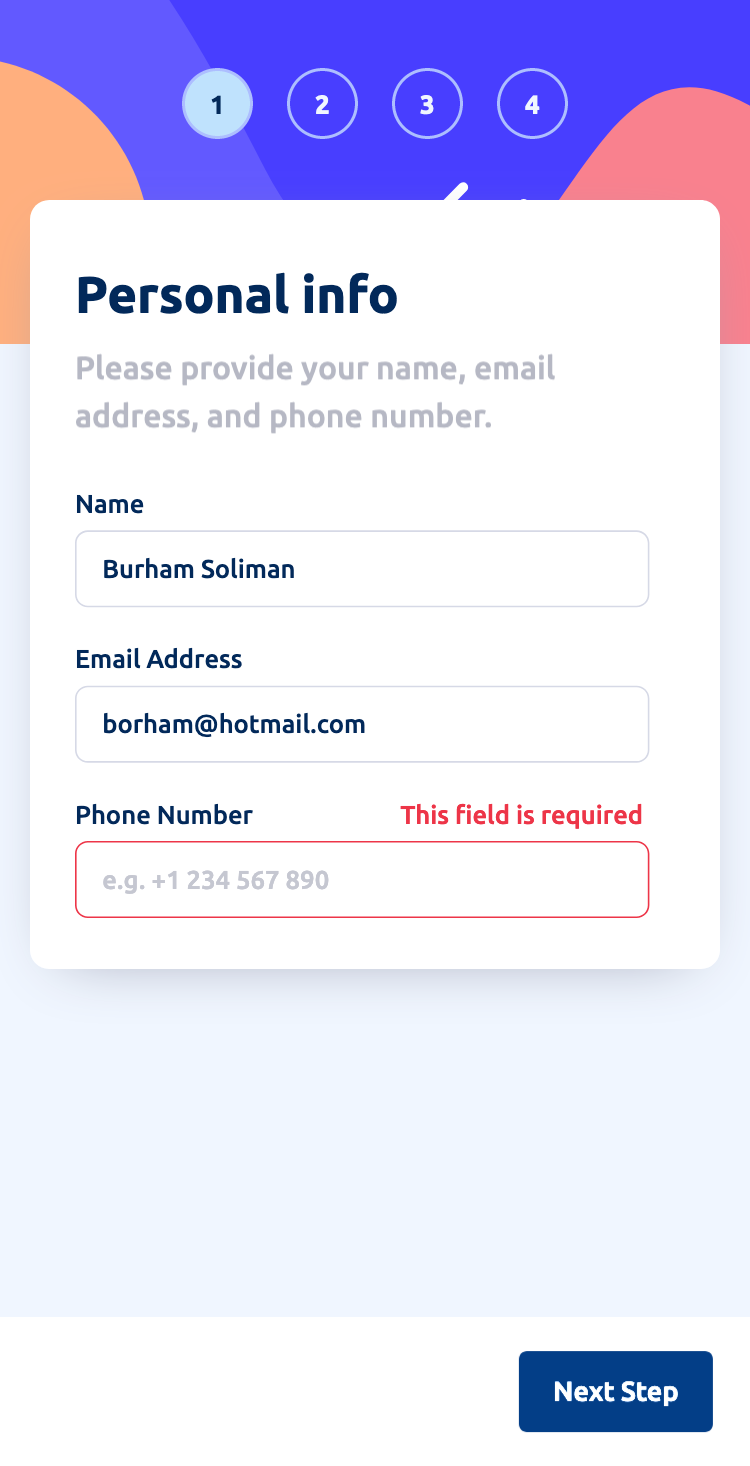 1 2 3 4
Personal info
Please provide your name, email
address, and phone number.
Name
Burham Soliman
Email Address
borham@hotmail.com
Phone Number This field is required
e.g. +1 234 567 890
Next Step